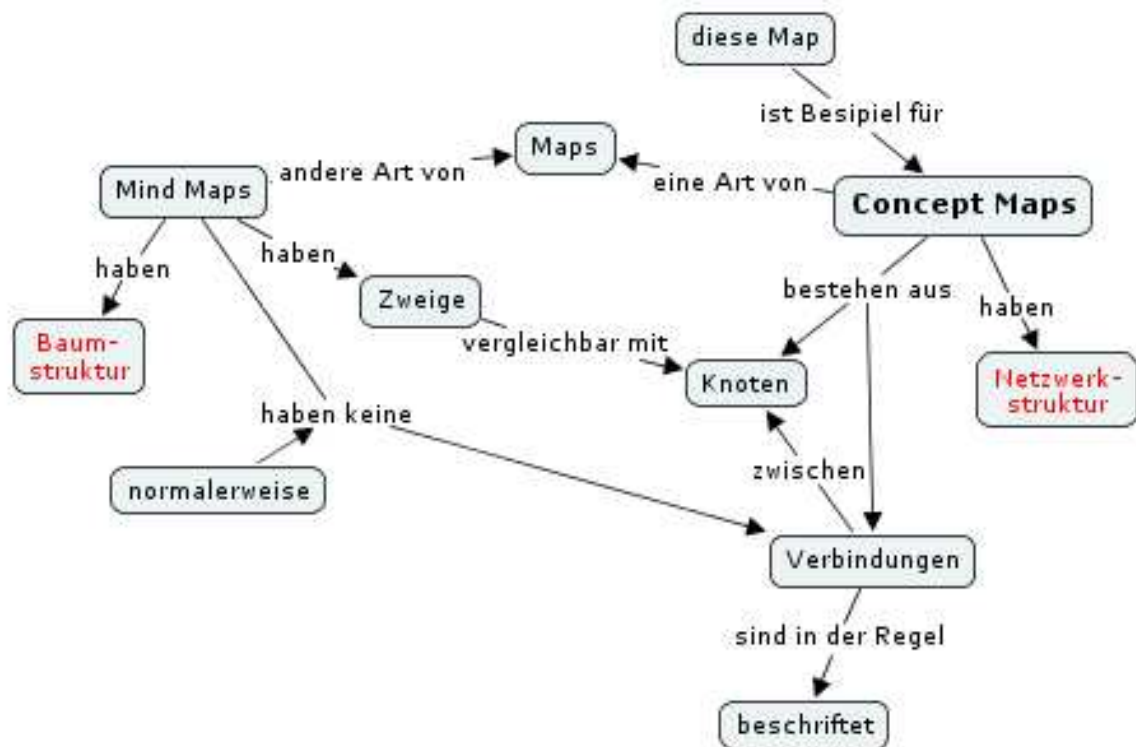 diese Map
ist Besipiel für
Maps
andere Art von
eine Art von
Mind Maps
Concept Maps
haben
haben
Zweige
bestehen aus
haben
Baum-
struktur
vergleichbar mit
Knoten
Netzwerk-
struktur
haben keine
normalerweise
zwischen
Verbindungen
sind in der Regel
beschriftet